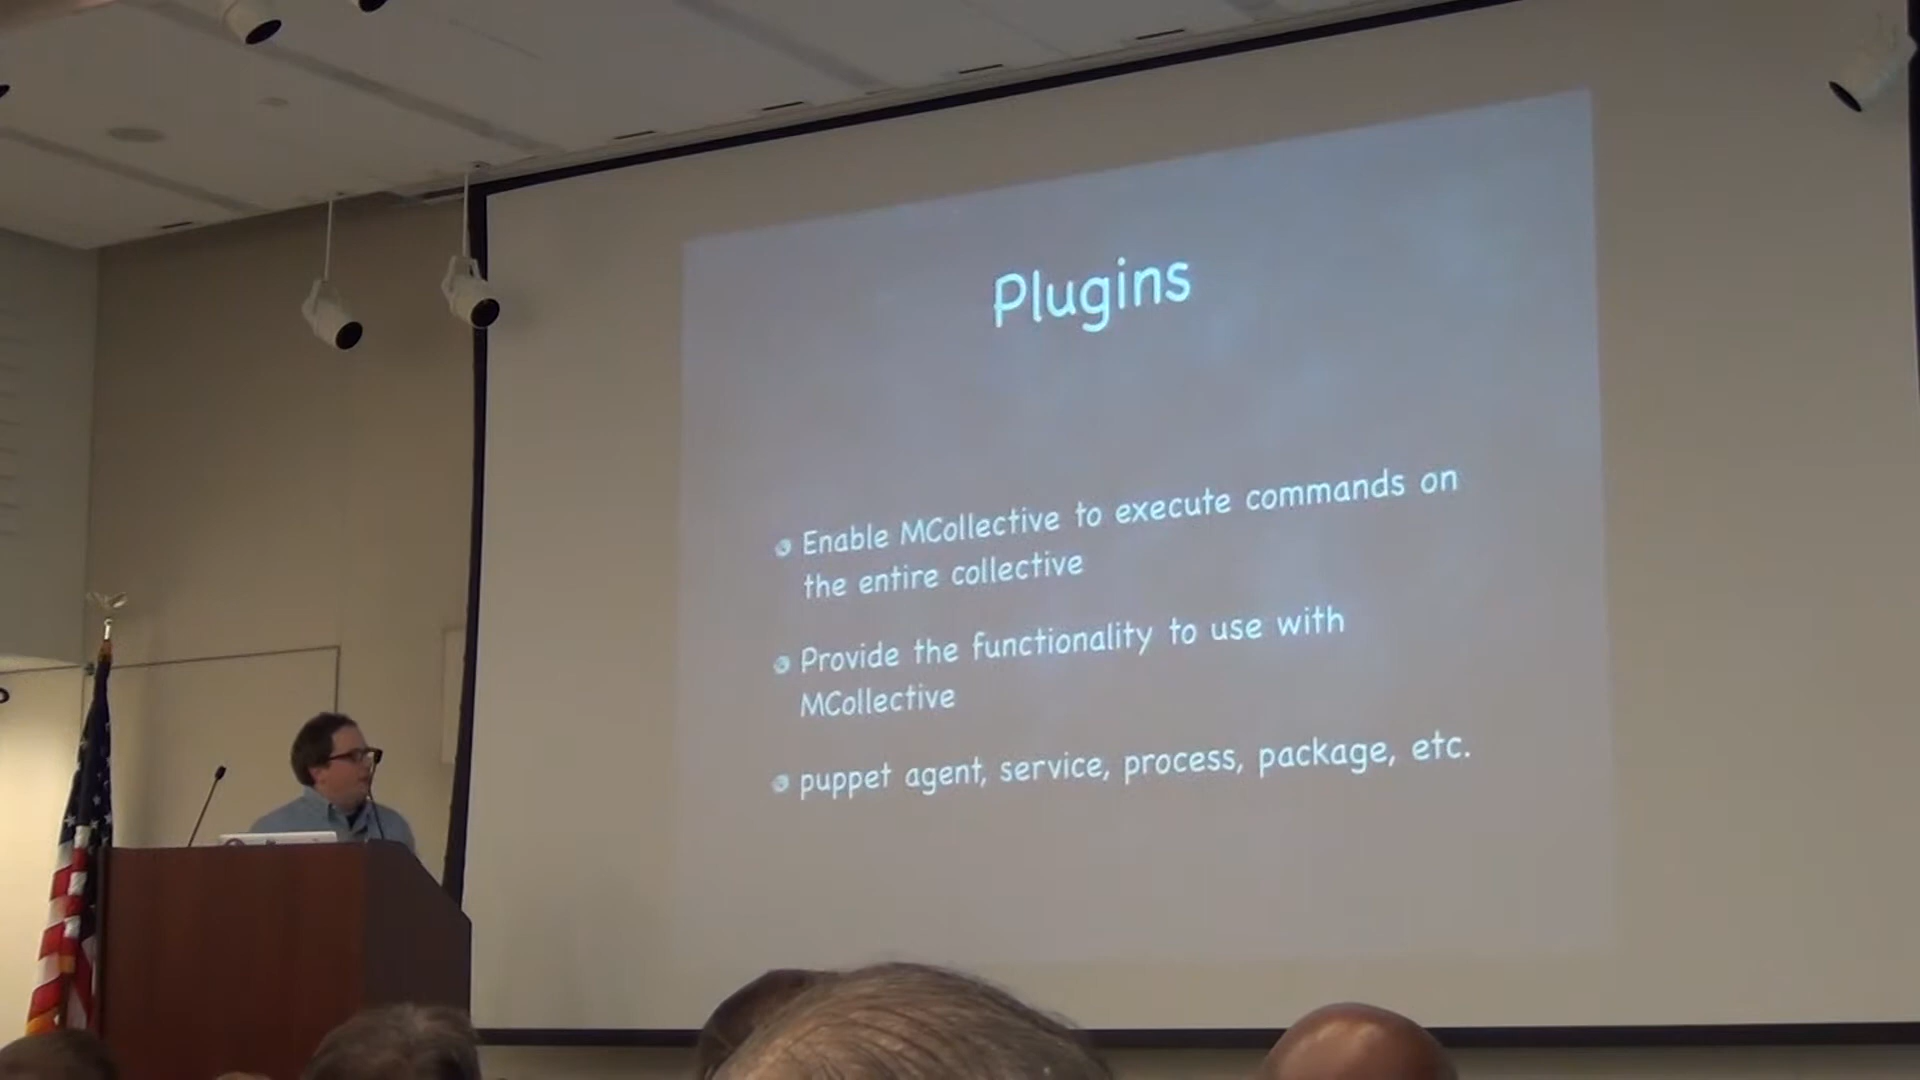 Plugins
Enable MCollective to execute commands on
the entire collective
Provide the functionality to use with
MCollective
puppet agent, service, process, package, etc.